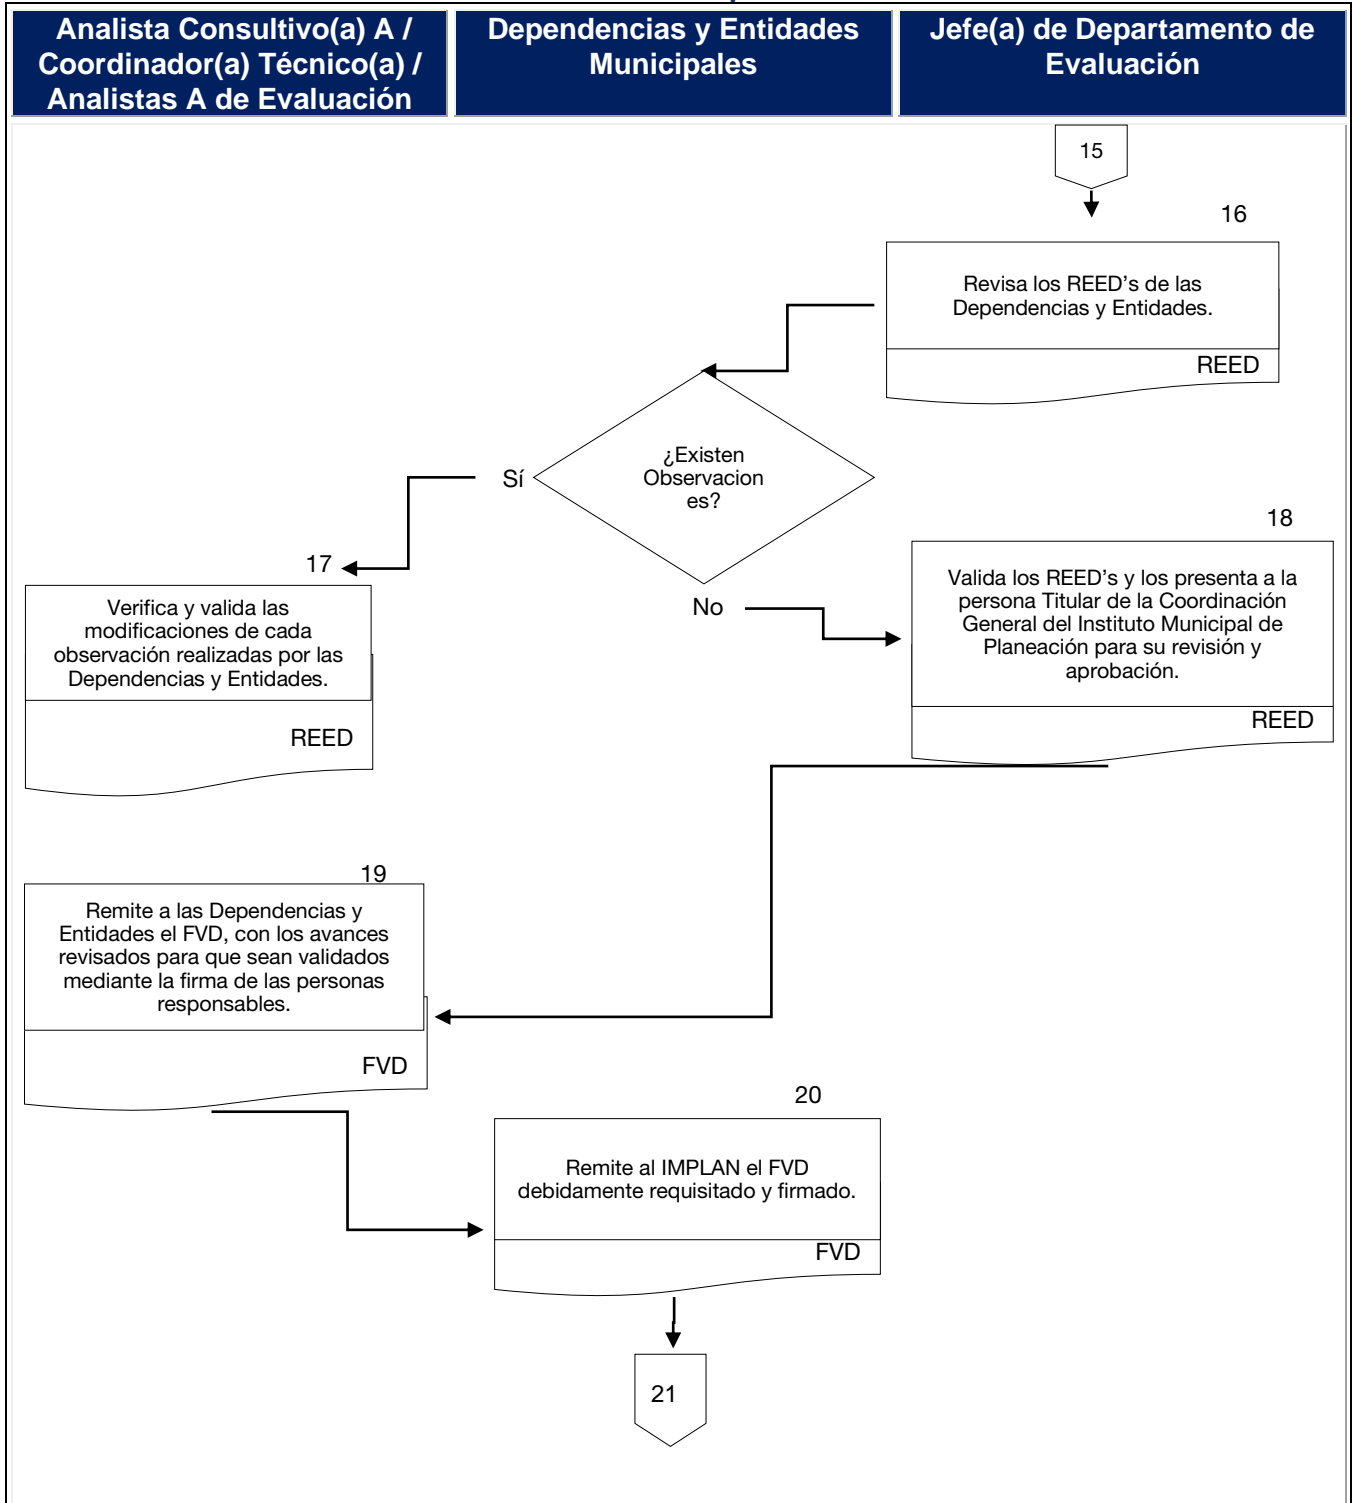 Analista Consultivo(a) A /
Coordinador(a) Técnico(a) /
Analistas A de Evaluación
Dependencias y Entidades
Municipales
Jefe(a) de Departamento de
Evaluación
15
16
Revisa los REED's de las
Dependencias y Entidades.
REED
¿Existen
Observacion
es?
Sí
No
17
Verifica y valida las
modificaciones de cada
observación realizadas por las
Dependencias y Entidades.
REED
18
Valida los REED's y los presenta a la
persona Titular de la Coordinación
General del Instituto Municipal de
Planeación para su revisión y
aprobación.
REED
19
Remite a las Dependencias y
Entidades el FVD, con los avances
revisados para que sean validados
mediante la firma de las personas
responsables.
FVD
20
Remite al IMPLAN el FVD
debidamente requisitado y firmado.
FVD
21